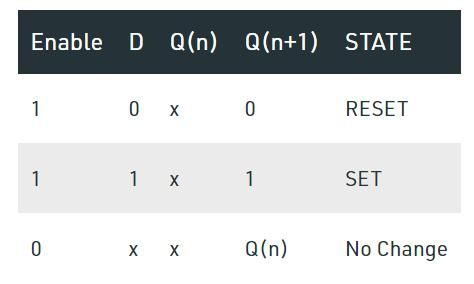 Enable D Q(n) Q(n+1) STATE
1 0 x 0 RESET
1 1 x 1 SET
0 x x Q(n) No Change